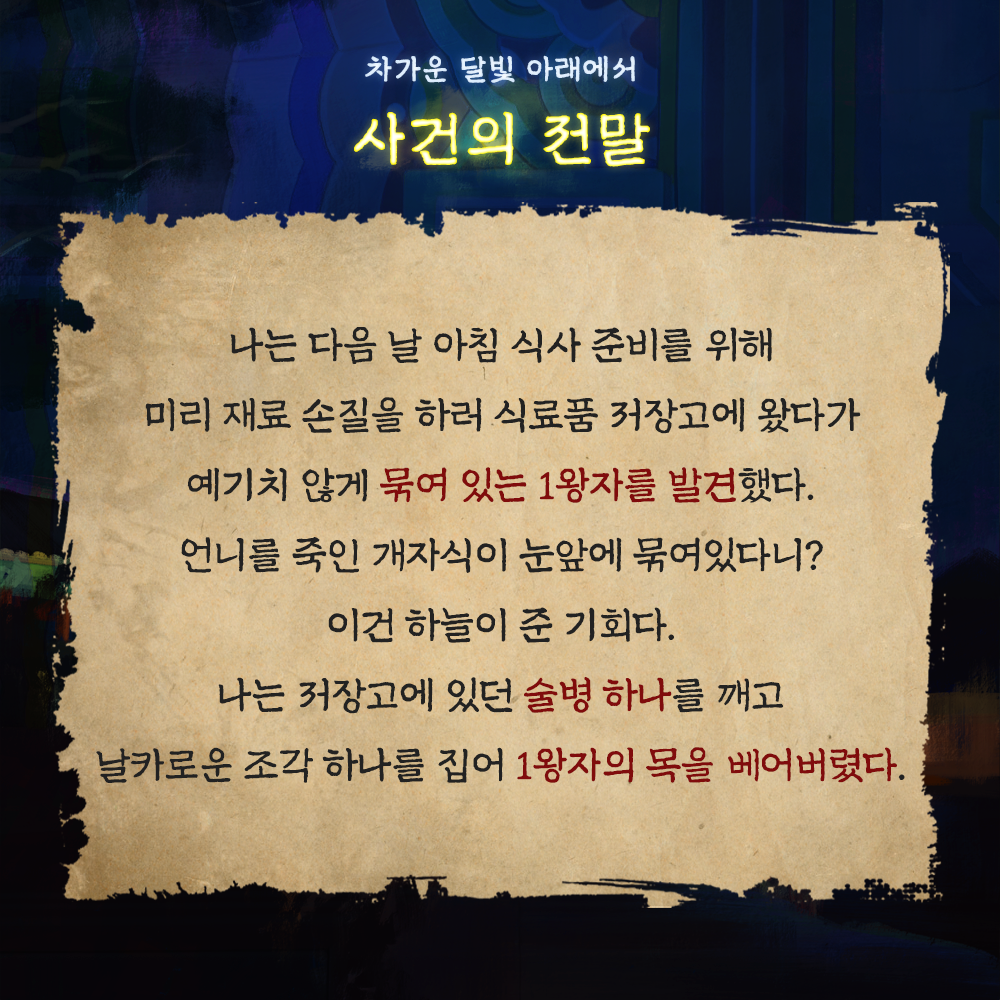 차가운 달빛 아래에서
사건의 전말
나는 다음 날 아침 식사 준비를 위해
미리 재료 손질을 하러 식료품 저장고에 왔다가
예기치 않게 묶여 있는 1왕자를 발견했다.
언니를 죽인 개자식이 눈앞에 묶여있다니?
이건 하늘이 준 기회다.
나는 저장고에 있던 술병 하나를 깨고
날카로운 조각 하나를 집어 1왕자의 목을 베어버렸다.